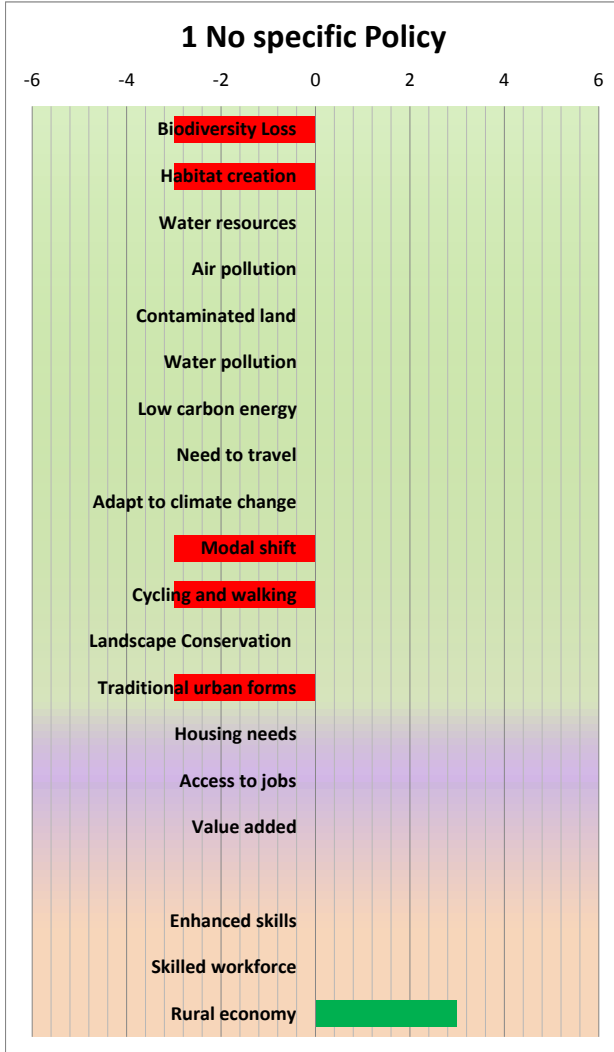 1 No specific Policy
-6 -4 -2 0 2 4 6
Biodiversity Loss
Habitat creation
Water resources
Air pollution
Contaminated land
Water pollution
Low carbon energy
Need to travel
Adapt to climate change
Modal shift
Cycling and walking
Landscape Conservation
Traditional urban forms
Housing needs
Access to jobs
Value added
Enhanced skills
Skilled workforce
Rural economy